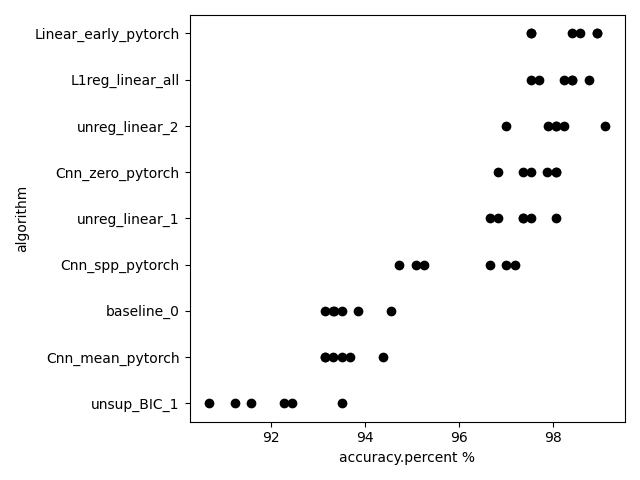 Linear_early_pytorch
L1reg_linear_all
unreg_linear_2
Cnn_zero_pytorch
unreg_linear_1
Cnn_spp_pytorch
baseline_0
Cnn_mean_pytorch
unsup_BIC_1
algorithm
92 94 96 98
accuracy.percent %